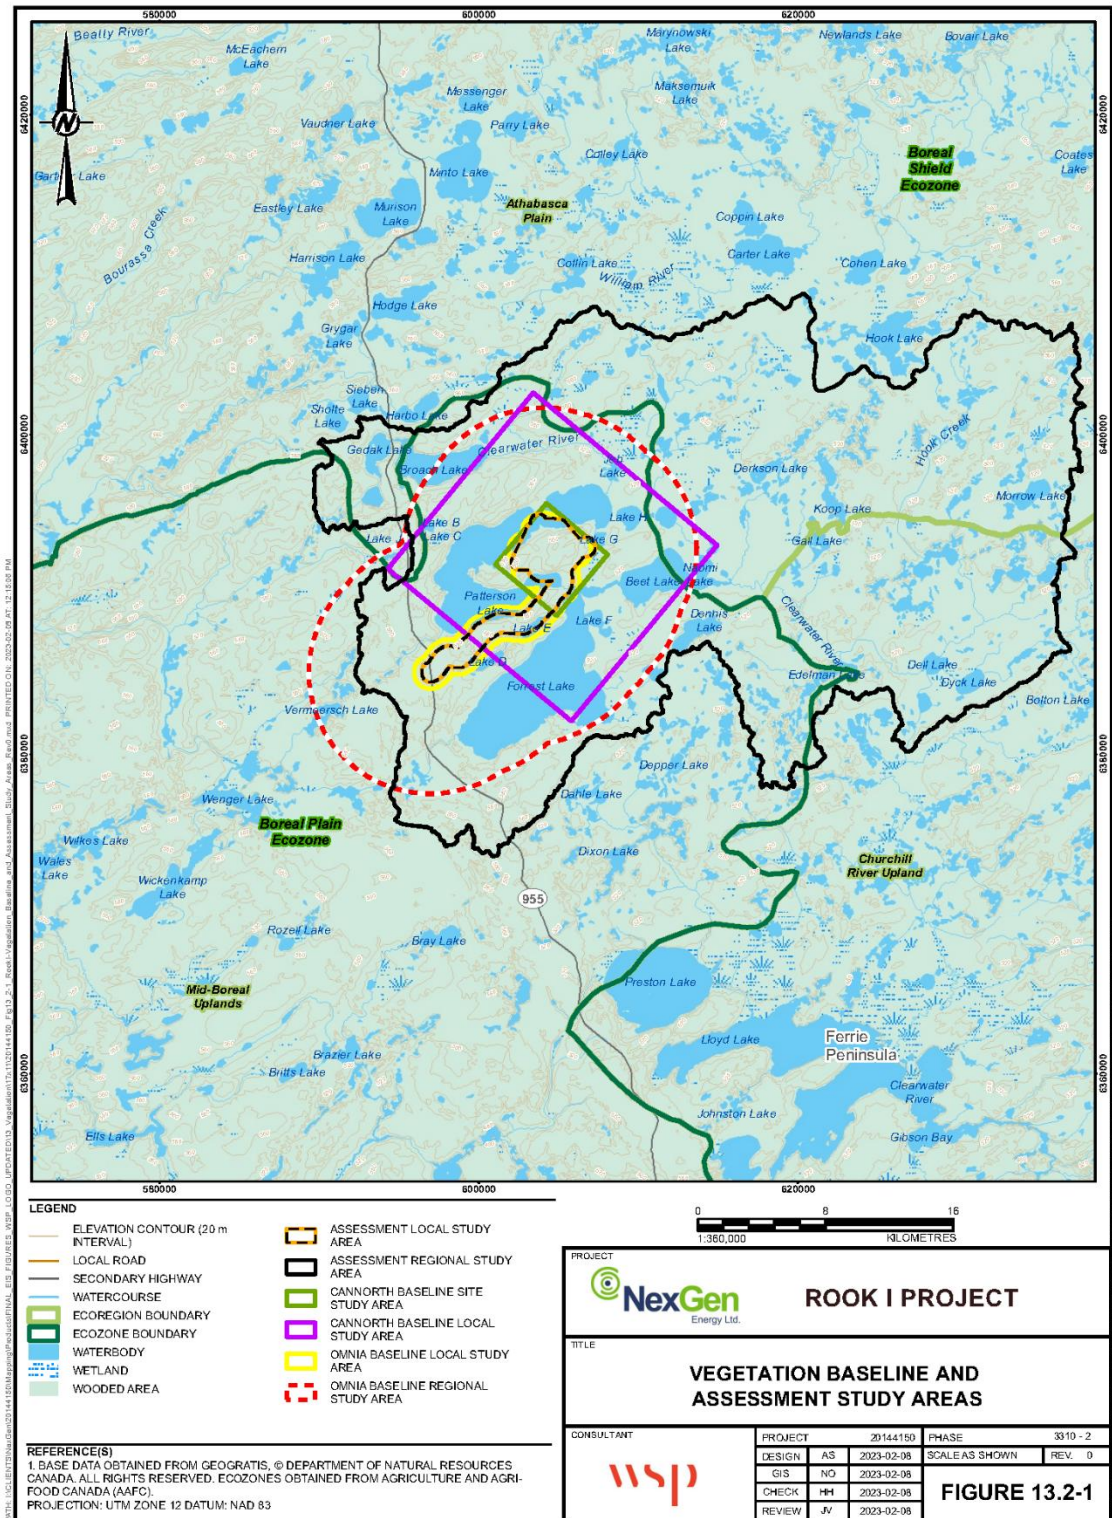 580000
600000
620000
Beatty River
McEachern
Lake
Marynowski
Lake
Newlands Lake
Bovair Lake
Messenger
Lake
Maksemuik
Lake
6420000
6420000
N
Vaudner Lake
Parry Lake
Culley Lake
Boreal
Shield
Ecozone
Coates
Lake
Minto Lake
Eastley Lake
Murison
Lake
Athabasca
Plain
Coppin Lake
Bourassa Creek
Harrison Lake
Collin Lake
Carter Lake
Cohen Lake
William River
Hodge Lake
Grygar
Lake
Hook Lake
Sieben
Lake
Sholte
Lake
Harbo Lake
6400000
6400000
Gedak Lake
Clearwater River
Hook Creek
Broach Lake
Jeb
Lake
Derkson Lake
Morrow Lake
Koop Lake
Lake B
Lake C
Lake H
Lake J
Lake G
Gail Lake
Naomi
Lake
Beet Lake
Patterson
Lake
Lake E
Lake F
Dennis
Lake
Clearwater River
Lake D
Forrest Lake
Edelman Lake
Dell Lake
Dyck Lake
Bolton Lake
Vermeersch Lake
6380000
6380000
Depper Lake
Wenger Lake
Dahle Lake
Boreal Plain
Ecozone
Wilkes Lake
Wales
Lake
Dixon Lake
Churchill
River Upland
Wickenkamp
Lake
955
Rozell Lake
Bray Lake
Mid-Boreal
Uplands
Preston Lake
Lloyd Lake
Ferrie
Peninsula
Brazier Lake
Britts Lake
6360000
6360000
Clearwater
River
Johnston Lake
Ells Lake
Gibson Bay
580000
600000
620000
LEGEND
ELEVATION CONTOUR (20 m
INTERVAL)
LOCAL ROAD
SECONDARY HIGHWAY
WATERCOURSE
ECOREGION BOUNDARY
ECOZONE BOUNDARY
WATERBODY
WETLAND
WOODED AREA
ASSESSMENT LOCAL STUDY
AREA
ASSESSMENT REGIONAL STUDY
AREA
CANNORTH BASELINE SITE
STUDY AREA
CANNORTH BASELINE LOCAL
STUDY AREA
OMNIA BASELINE LOCAL STUDY
AREA
OMNIA BASELINE REGIONAL
STUDY AREA
0 8 16
1:360,000 KILOMETRES
REFERENCE(S)
1. BASE DATA OBTAINED FROM GEOGRATIS, © DEPARTMENT OF NATURAL RESOURCES
CANADA. ALL RIGHTS RESERVED. ECOZONES OBTAINED FROM AGRICULTURE AND AGRI-
FOOD CANADA (AAFC).
PROJECTION: UTM ZONE 12 DATUM: NAD 83
PROJECT
NexGen
Energy Ltd.
ROOK I PROJECT
TITLE
VEGETATION BASELINE AND
ASSESSMENT STUDY AREAS
CONSULTANT
wsp
PROJECT 20144150 PHASE 3310 - 2
DESIGN AS 2023-02-08 SCALE AS SHOWN REV. 0
GIS NO 2023-02-08
CHECK HH 2023-02-08
REVIEW JV 2023-02-08
FIGURE 13.2-1